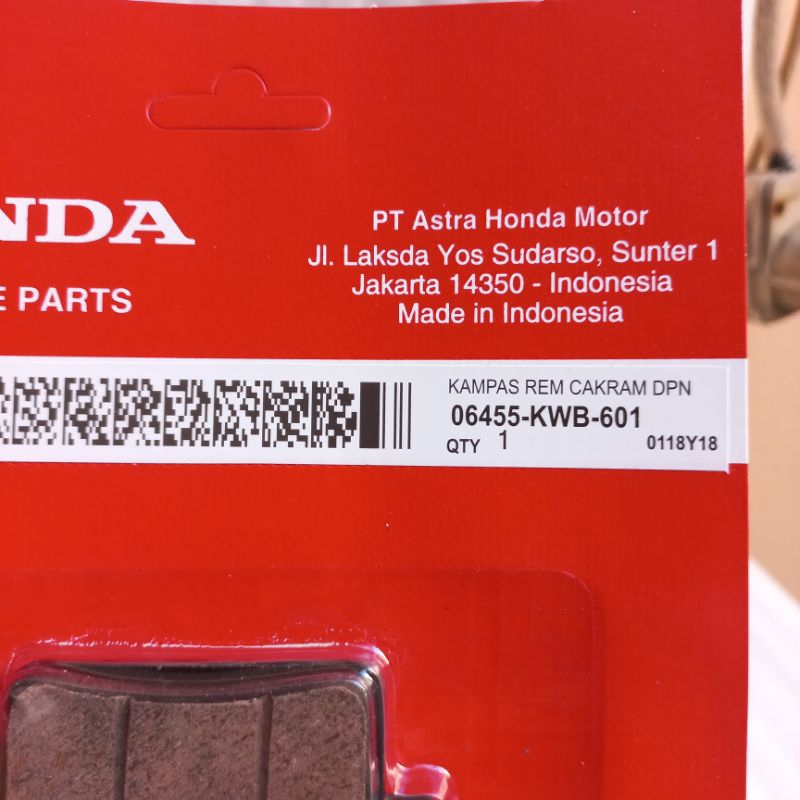 NDA
E PARTS
PT Astra Honda Motor
Jl. Laksda Yos Sudarso, Sunter 1
Jakarta 14350 - Indonesia
Made in Indonesia
KAMPAS REM CAKRAM DPN
06455-KWB-601
QTY 1 0118Y18